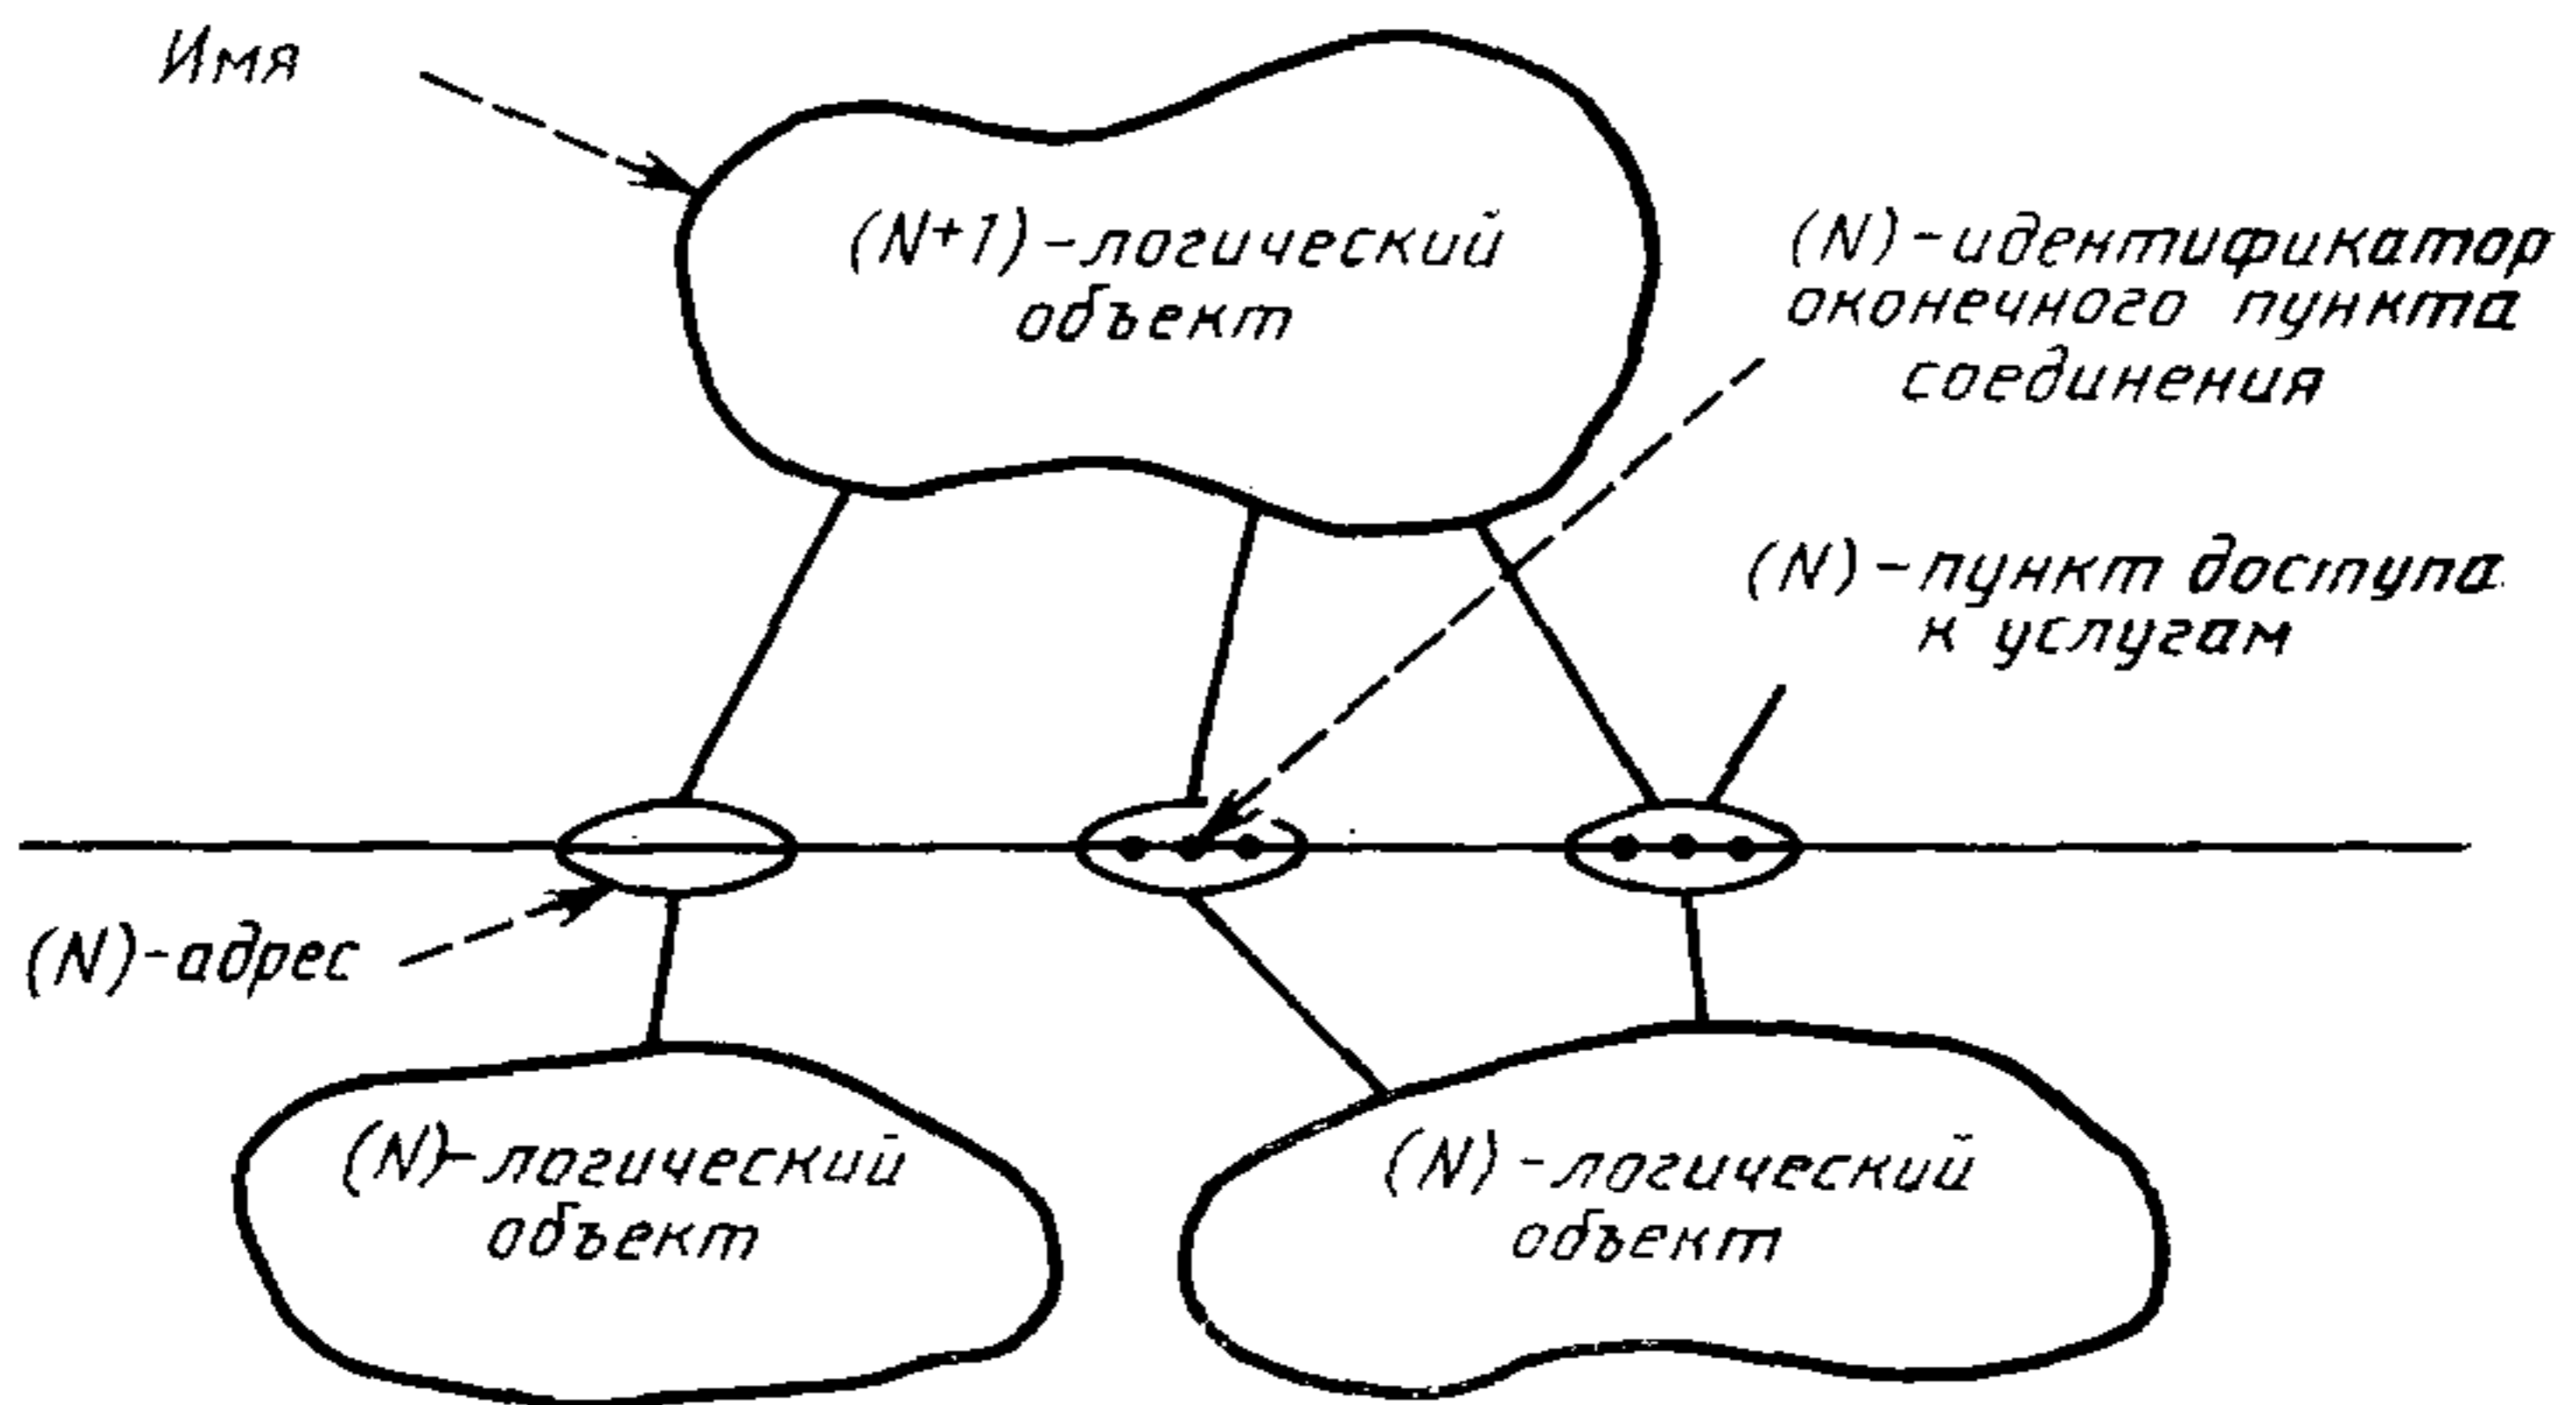 Имя
(N+1)-логический
объект
(N)-идентификатор
оконечного пункта
соединения
(N)-пункт доступа
к услугам
(N)-адрес
(N)-логический
объект
(N)-логический
объект